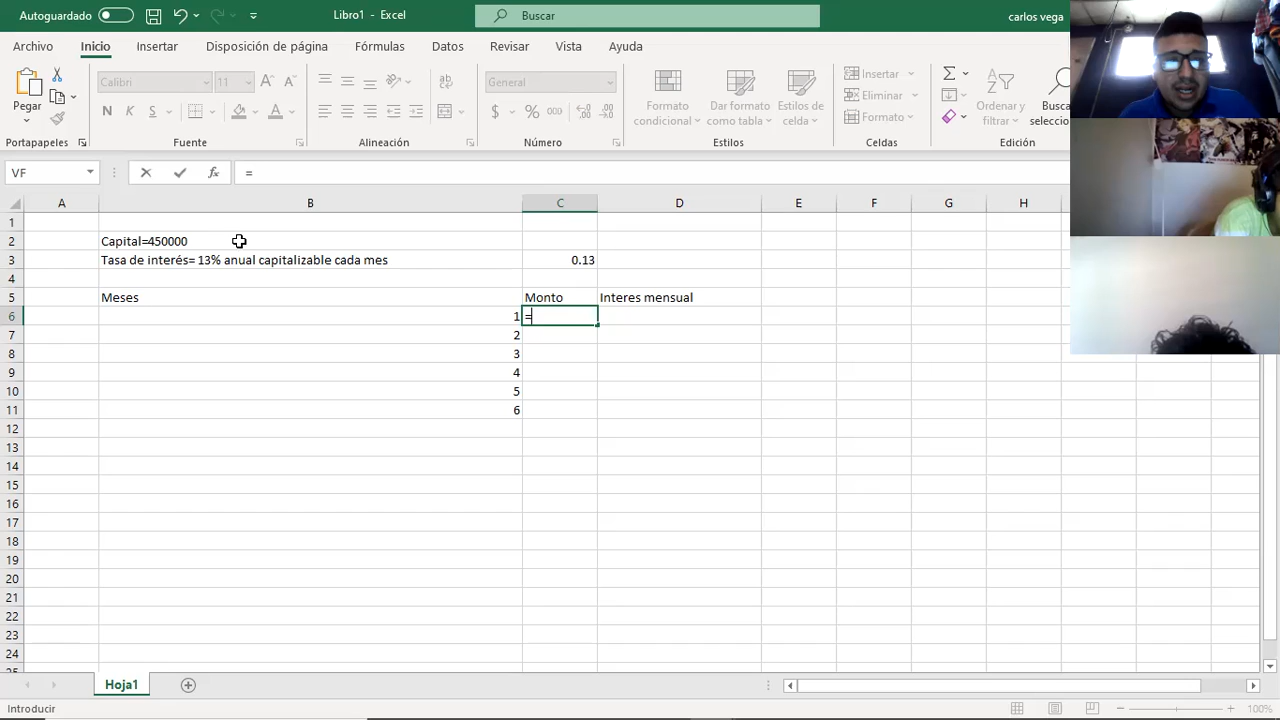 Autoguardado
Libro1 - Excel
Buscar
carlos vega
Archivo Inicio Insertar Disposición de página Fórmulas Datos Revisar Vista Ayuda
Pegar
Calibri 11
N K S
General
$ % 000
Formato condicional
Dar formato como tabla
Estilos de celda
Insertar
Eliminar
Formato
Ordenar y filtrar
Portapapeles Fuente Alineación Número Estilos Celdas Edición
VF fx =
A B C D E F G H
1
2 Capital=450000
3 Tasa de interés= 13% anual capitalizable cada mes 0.13
4
5 Meses Monto Interes mensual
6 1 =
7 2
8 3
9 4
10 5
11 6
12
13
14
15
16
17
18
19
20
21
22
23
24
Hoja1
Introducir 100%